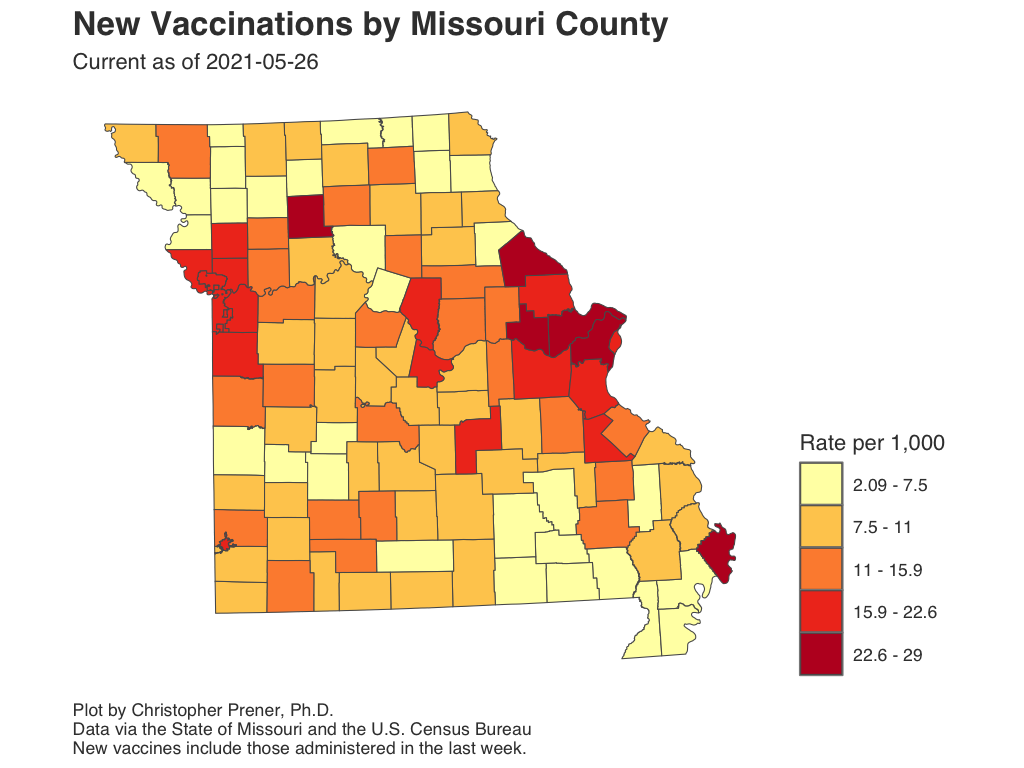 New Vaccinations by Missouri County
Current as of 2021-05-26
Rate per 1,000
2.09 - 7.5
7.5 - 11
11 - 15.9
15.9 - 22.6
22.6 - 29
Plot by Christopher Prener, Ph.D.
Data via the State of Missouri and the U.S. Census Bureau
New vaccines include those administered in the last week.